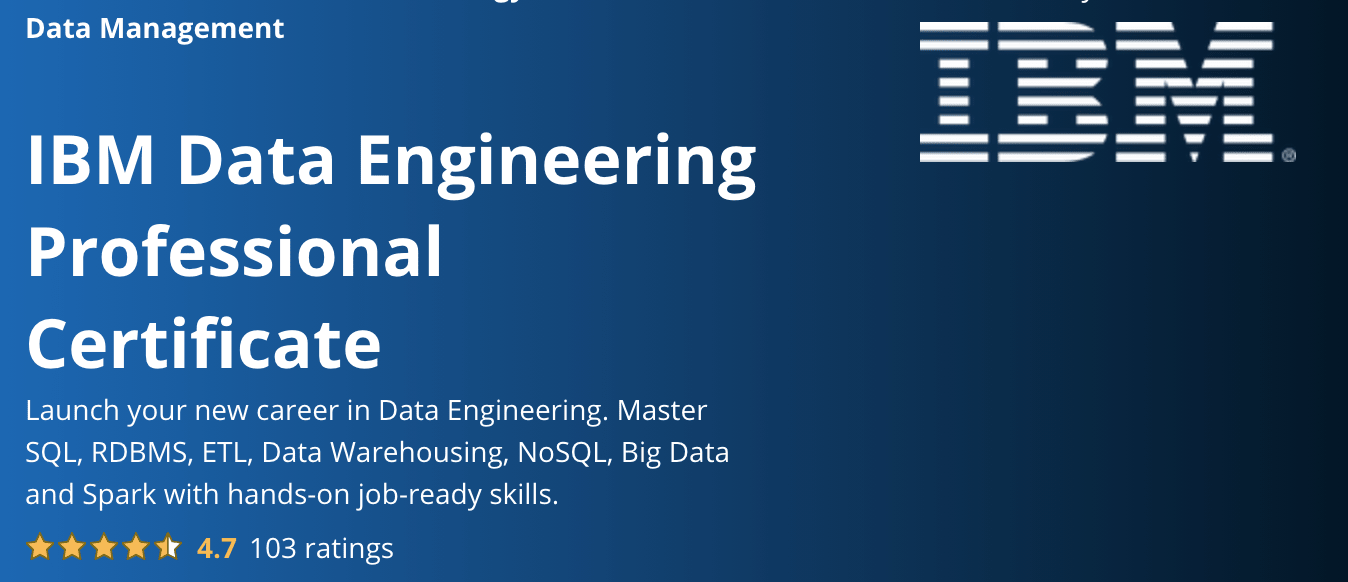 Data Management
IBM
®
IBM Data Engineering
Professional
Certificate
Launch your new career in Data Engineering. Master
SQL, RDBMS, ETL, Data Warehousing, NoSQL, Big Data
and Spark with hands-on job-ready skills.
4.7 103 ratings